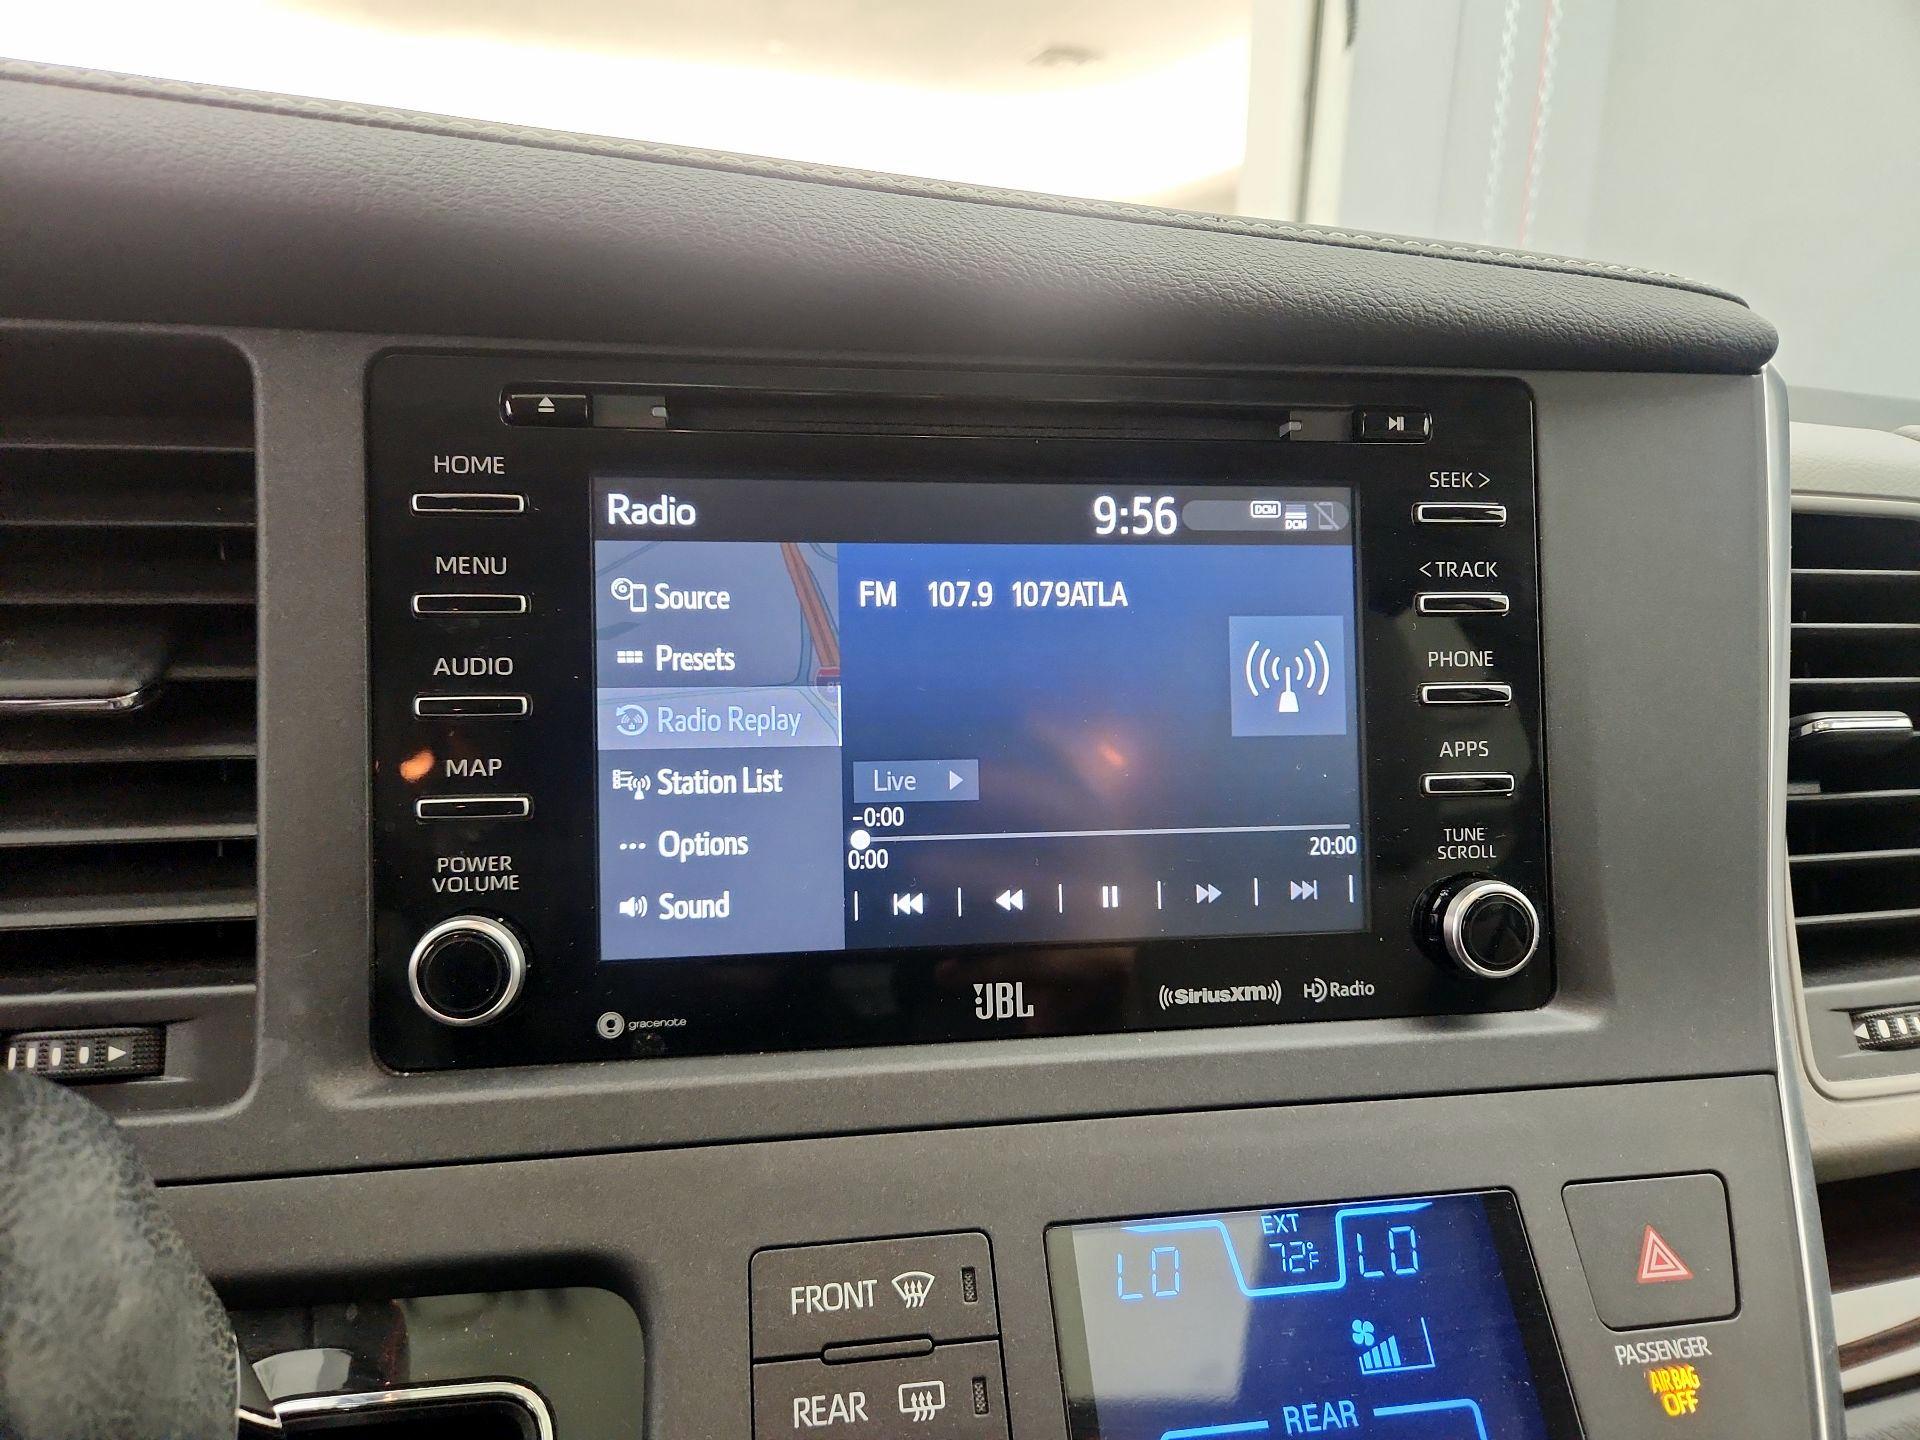 HOME
MENU
AUDIO
MAP
POWER
VOLUME
Radio
9:56
DCM
DCM
Source
Presets
Radio Replay
Station List
Options
Sound
FM 107.9 1079ATLA
Live
-0:00
0:00
20:00
SEEK >
< TRACK
PHONE
APPS
TUNE
SCROLL
gracenote
JBL
SiriusXM
HD Radio
FRONT
REAR
LO
EXT
72°F
LO
REAR
PASSENGER
AIR BAG
OFF